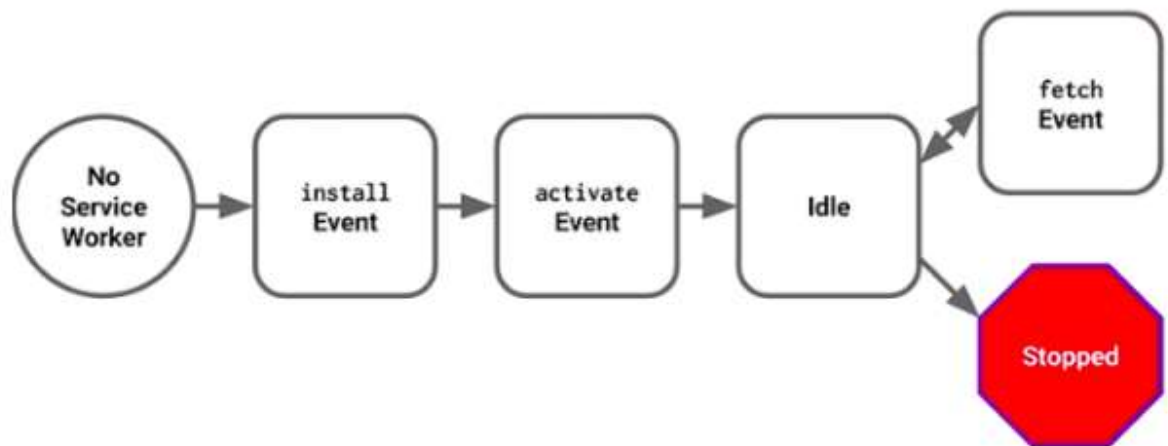 No
Service
Worker
install
Event
activate
Event
Idle
fetch
Event
Stopped